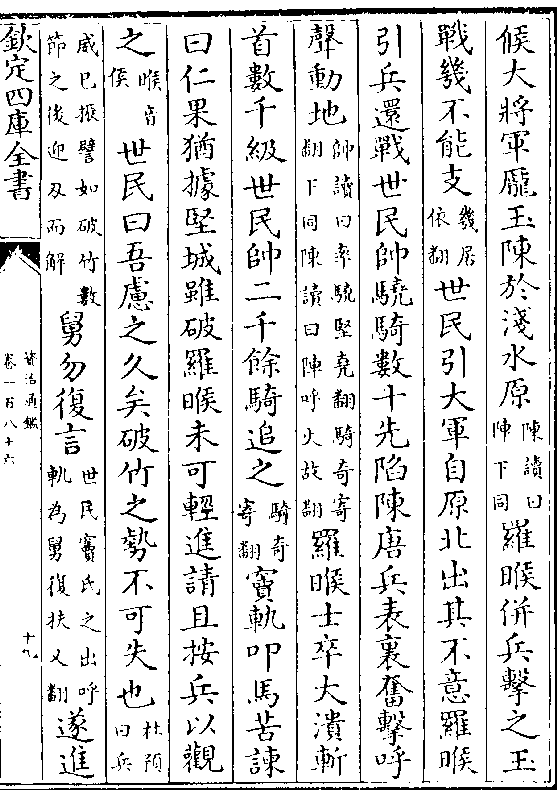 候大將軍龎玉陳於淺水原陳讀曰陣下同羅睺併兵擊之玉
戰幾不能支幾居依翻世民引大軍自原北出其不意羅睺
引兵還戰世民帥驍騎數十先陷陳唐兵表裏奮擊呼
聲動地帥讀曰率驍堅堯翻騎奇寄翻下同陳讀曰陣呼火故翻羅睺士卒大潰斬
首數千級世民帥二千餘騎追之騎奇寄翻竇軌叩馬苦諫
曰仁果猶據堅城雖破羅睺未可輕進請且按兵以觀
之睺音侯世民曰吾慮之久矣破竹之勢不可失也杜預曰兵
威已振譬如破竹數節之後迎刃而解舅勿復言世民竇氏之出呼軌為舅復扶又翻遂進
欽定四庫全書
資治通鑑
卷一百八十六
十九